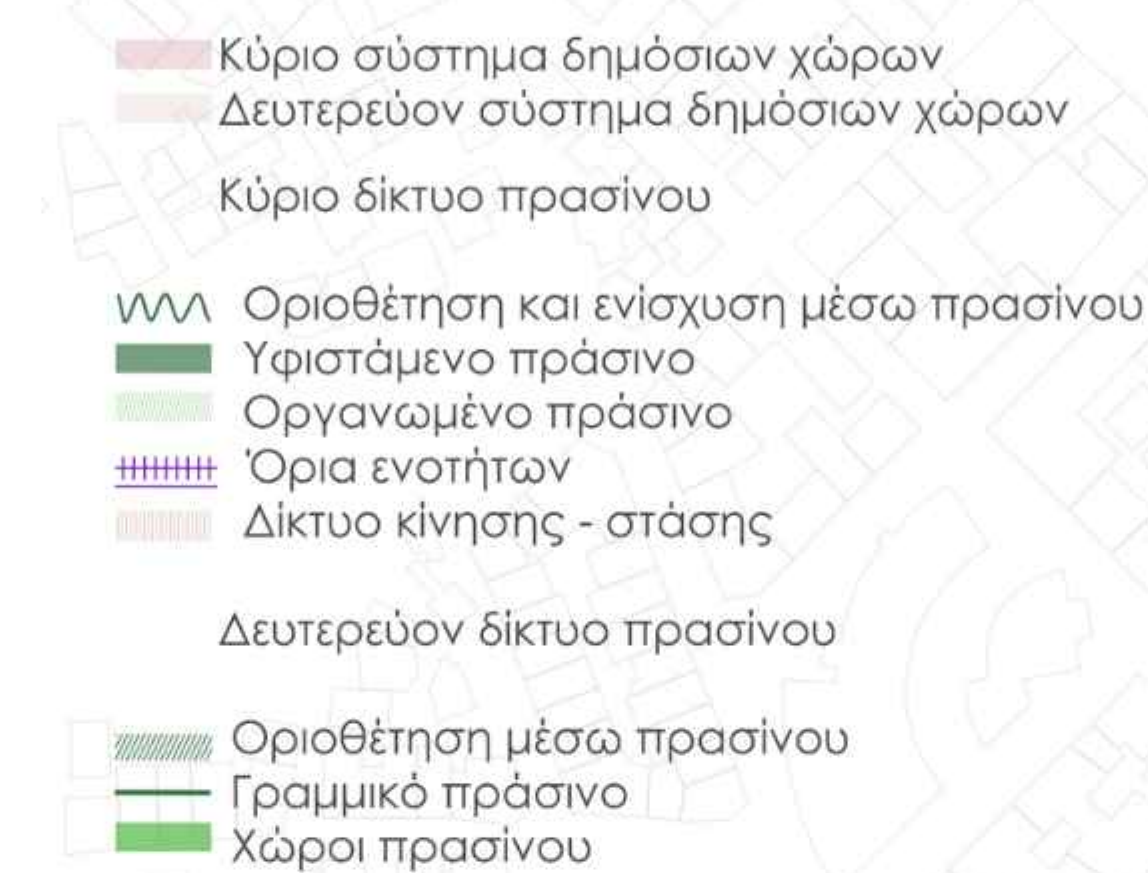 Κύριο σύστημα δημόσιων χώρων
Δευτερεύον σύστημα δημόσιων χώρων
Κύριο δίκτυο πρασίνου
Οριοθέτηση και ενίσχυση μέσω πρασίνου
Υφιστάμενο πράσινο
Οργανωμένο πράσινο
Όρια ενοτήτων
Δίκτυο κίνησης - στάσης
Δευτερεύον δίκτυο πρασίνου
Οριοθέτηση μέσω πρασίνου
Γραμμικό πράσινο
Χώροι πρασίνου